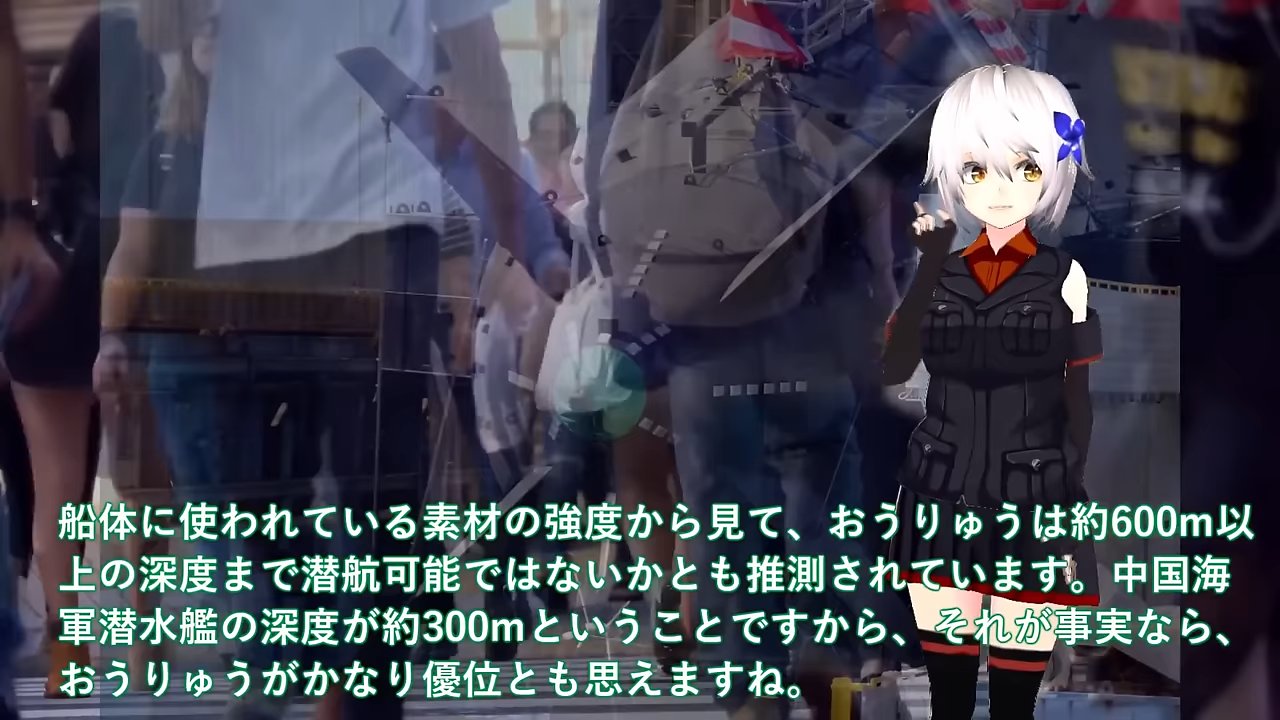 船体に使われている素材の強度から見て、おうりゅうは約600m以
上の深度まで潜航可能ではないかとも推測されています。中国海
軍潜水艦の深度が約300mということですから、それが事実なら、
おうりゅうがかなり優位とも思えますね。